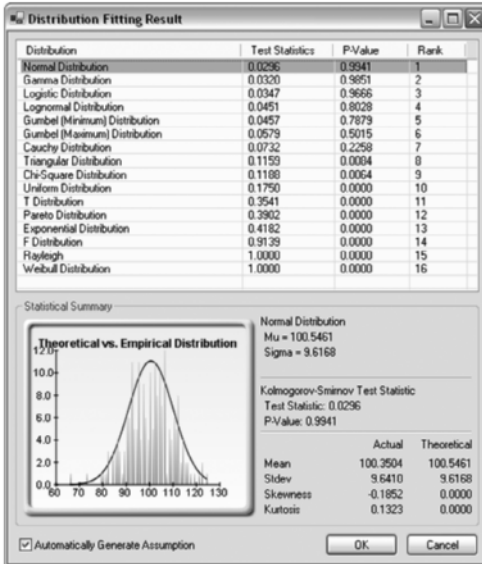 Distribution Fitting Result
Distribution Test Statistics P-Value Rank
Normal Distribution 0.0296 0.9941 1
Gamma Distribution 0.0320 0.9851 2
Logistic Distribution 0.0347 0.9666 3
Lognormal Distribution 0.0451 0.8028 4
Gumbel (Minimum) Distribution 0.0457 0.7879 5
Gumbel (Maximum) Distribution 0.0579 0.5015 6
Cauchy Distribution 0.0732 0.2258 7
Triangular Distribution 0.1159 0.0084 8
Chi-Square Distribution 0.1188 0.0064 9
Uniform Distribution 0.1750 0.0000 10
T Distribution 0.3541 0.0000 11
Pareto Distribution 0.3902 0.0000 12
Exponential Distribution 0.4182 0.0000 13
F Distribution 0.9139 0.0000 14
Rayleigh 1.0000 0.0000 15
Weibull Distribution 1.0000 0.0000 16
Statistical Summary
Theoretical vs. Empirical Distribution
12.0
10.0
8.0
6.0
4.0
2.0
0.0
60 70 80 90 100 110 120 130
Normal Distribution
Mu = 100.5461
Sigma = 9.6168
Kolmogorov-Smirnov Test Statistic
Test Statistic: 0.0296
P-Value: 0.9941
Actual Theoretical
Mean 100.3504 100.5461
Stdev 9.6410 9.6168
Skewness -0.1852 0.0000
Kurtosis 0.1323 0.0000
Automatically Generate Assumption
OK Cancel